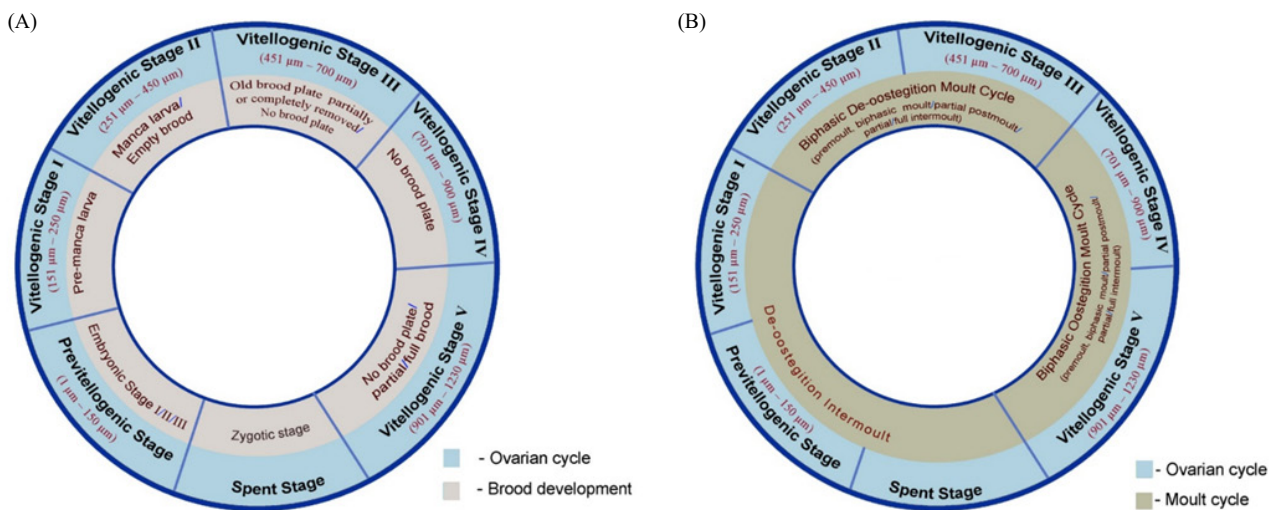 (A)
Vitellogenic Stage I
(151 µm – 250 µm)
Pre-manca larva
Vitellogenic Stage II
(251 µm – 450 µm)
Manca larva/
Empty brood
Vitellogenic Stage III
(451 µm – 700 µm)
Old brood plate partially
or completely removed/
No brood plate
Vitellogenic Stage IV
(701 µm – 900 µm)
No brood plate
Vitellogenic Stage V
(901 µm – 1230 µm)
No brood plate/
partial/full brood
Spent Stage
Zygotic stage
Previtellogenic Stage
(1 µm – 150 µm)
Embryonic Stage I/II/III
- Ovarian cycle
- Brood development
(B)
Vitellogenic Stage I
(151 µm – 250 µm)
Vitellogenic Stage II
(251 µm – 450 µm)
Vitellogenic Stage III
(451 µm – 700 µm)
Biphasic De-oostegition Moult Cycle
(premoult, biphasic moult/partial postmoult/
partial/full intermoult)
Vitellogenic Stage IV
(701 µm – 900 µm)
Vitellogenic Stage V
(901 µm – 1230 µm)
Biphasic Oostegition Moult Cycle
(premoult, biphasic moult/partial postmoult/
partial/full intermoult)
Spent Stage
Previtellogenic Stage
(1 µm – 150 µm)
De-oostegition Intermoult
- Ovarian cycle
- Moult cycle